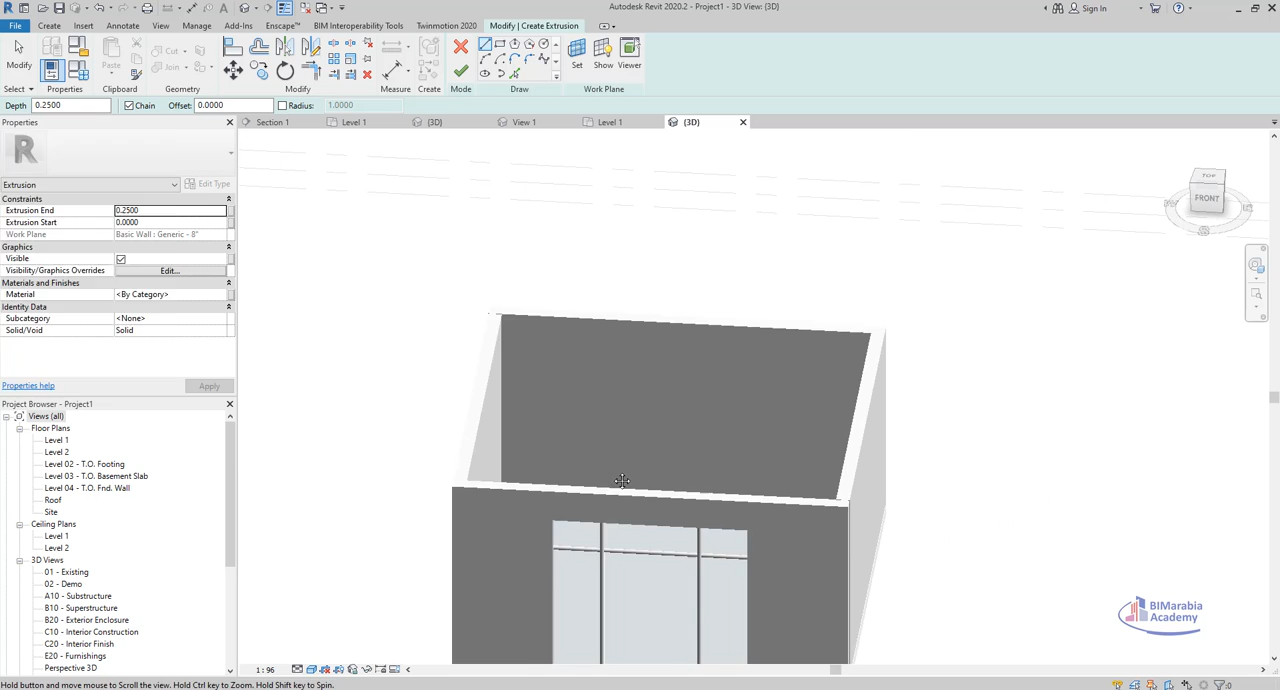 Autodesk Revit 2020.2 - Project1 - 3D View: {3D}
Sign In
File
Create
Insert
Annotate
View
Manage
Add-Ins
Enscape™
BIM Interoperability Tools
Twinmotion 2020
Modify | Create Extrusion
Modify
Cut
Join
Paste
Create
Set
Show
Viewer
Select
Properties
Clipboard
Geometry
Modify
Measure
Create
Mode
Draw
Work Plane
Depth 0.2500
Chain
Offset: 0.0000
Radius: 1.0000
Properties
Section 1
Level 1
{3D}
View 1
Level 1
{3D}
R
Extrusion
Edit Type
Constraints
Extrusion End 0.2500
Extrusion Start 0.0000
Work Plane Basic Wall : Generic - 8"
Graphics
Visible
Visibility/Graphics Overrides Edit...
Materials and Finishes
Material <By Category>
Identity Data
Subcategory <None>
Solid/Void Solid
Properties help
Apply
Project Browser - Project1
Views (all)
Floor Plans
Level 1
Level 2
Level 02 - T.O. Footing
Level 03 - T.O. Basement Slab
Level 04 - T.O. Fnd. Wall
Roof
Site
Ceiling Plans
Level 1
Level 2
3D Views
01 - Existing
02 - Demo
A10 - Substructure
B10 - Superstructure
B20 - Exterior Enclosure
C10 - Interior Construction
C20 - Interior Finish
E20 - Furnishings
Perspective 3D
TOP
FRONT
BIMarabia
Academy
1 : 96
Hold button and move mouse to Scroll the view. Hold Ctrl key to Zoom. Hold Shift key to Spin.
:0